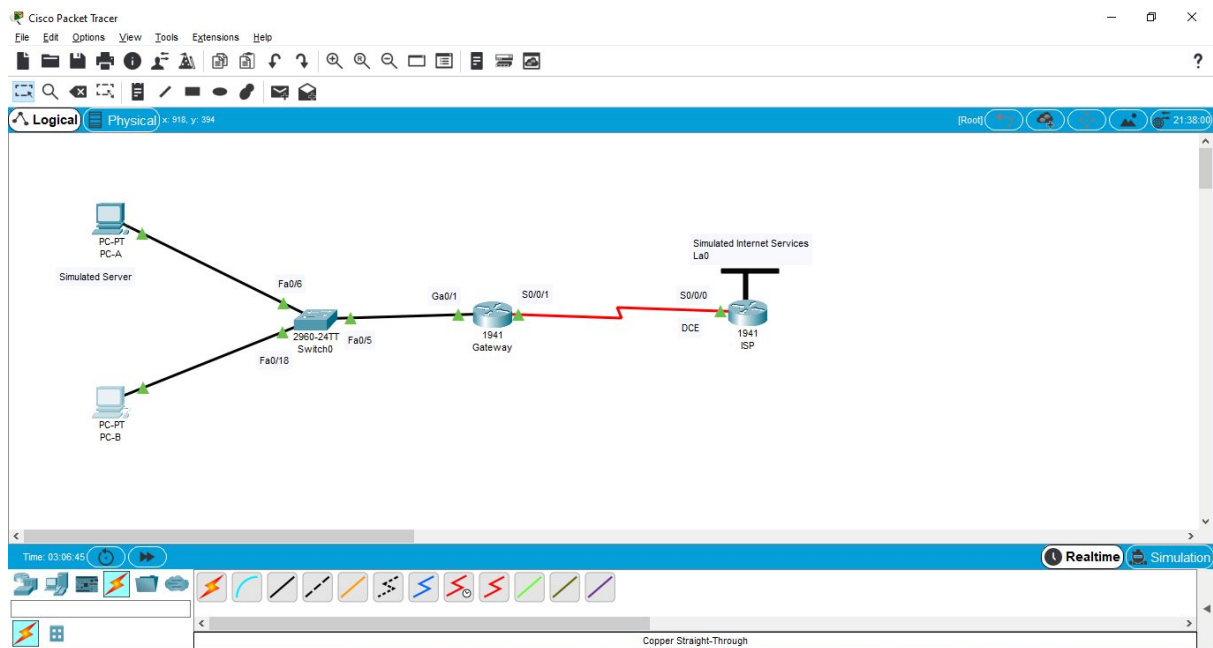 Cisco Packet Tracer
File Edit Options View Tools Extensions Help
?
Logical Physical x: 918, y: 394 [Root] 21:38:00
PC-PT
PC-A
Simulated Server
Fa0/6
2960-24TT
Switch0
Fa0/5
Fa0/18
PC-PT
PC-B
Ga0/1
S0/0/1
1941
Gateway
Simulated Internet Services
La0
S0/0/0
DCE
1941
ISP
Time: 03:06:45 Realtime Simulation
Copper Straight-Through